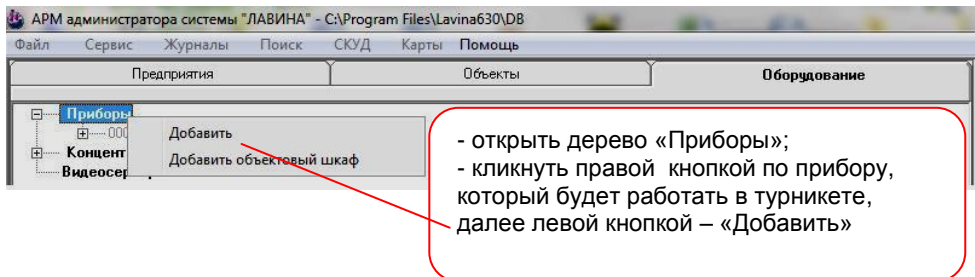 АРМ администратора системы "ЛАВИНА" - C:\Program Files\Lavina630\DB
Файл Сервис Журналы Поиск СКУД Карты Помощь
Предприятия Объекты Оборудование
Приборы
000
Добавить
Концент
Добавить объектовый шкаф
Видеосер
- открыть дерево «Приборы»;
- кликнуть правой кнопкой по прибору,
который будет работать в турникете,
далее левой кнопкой – «Добавить»